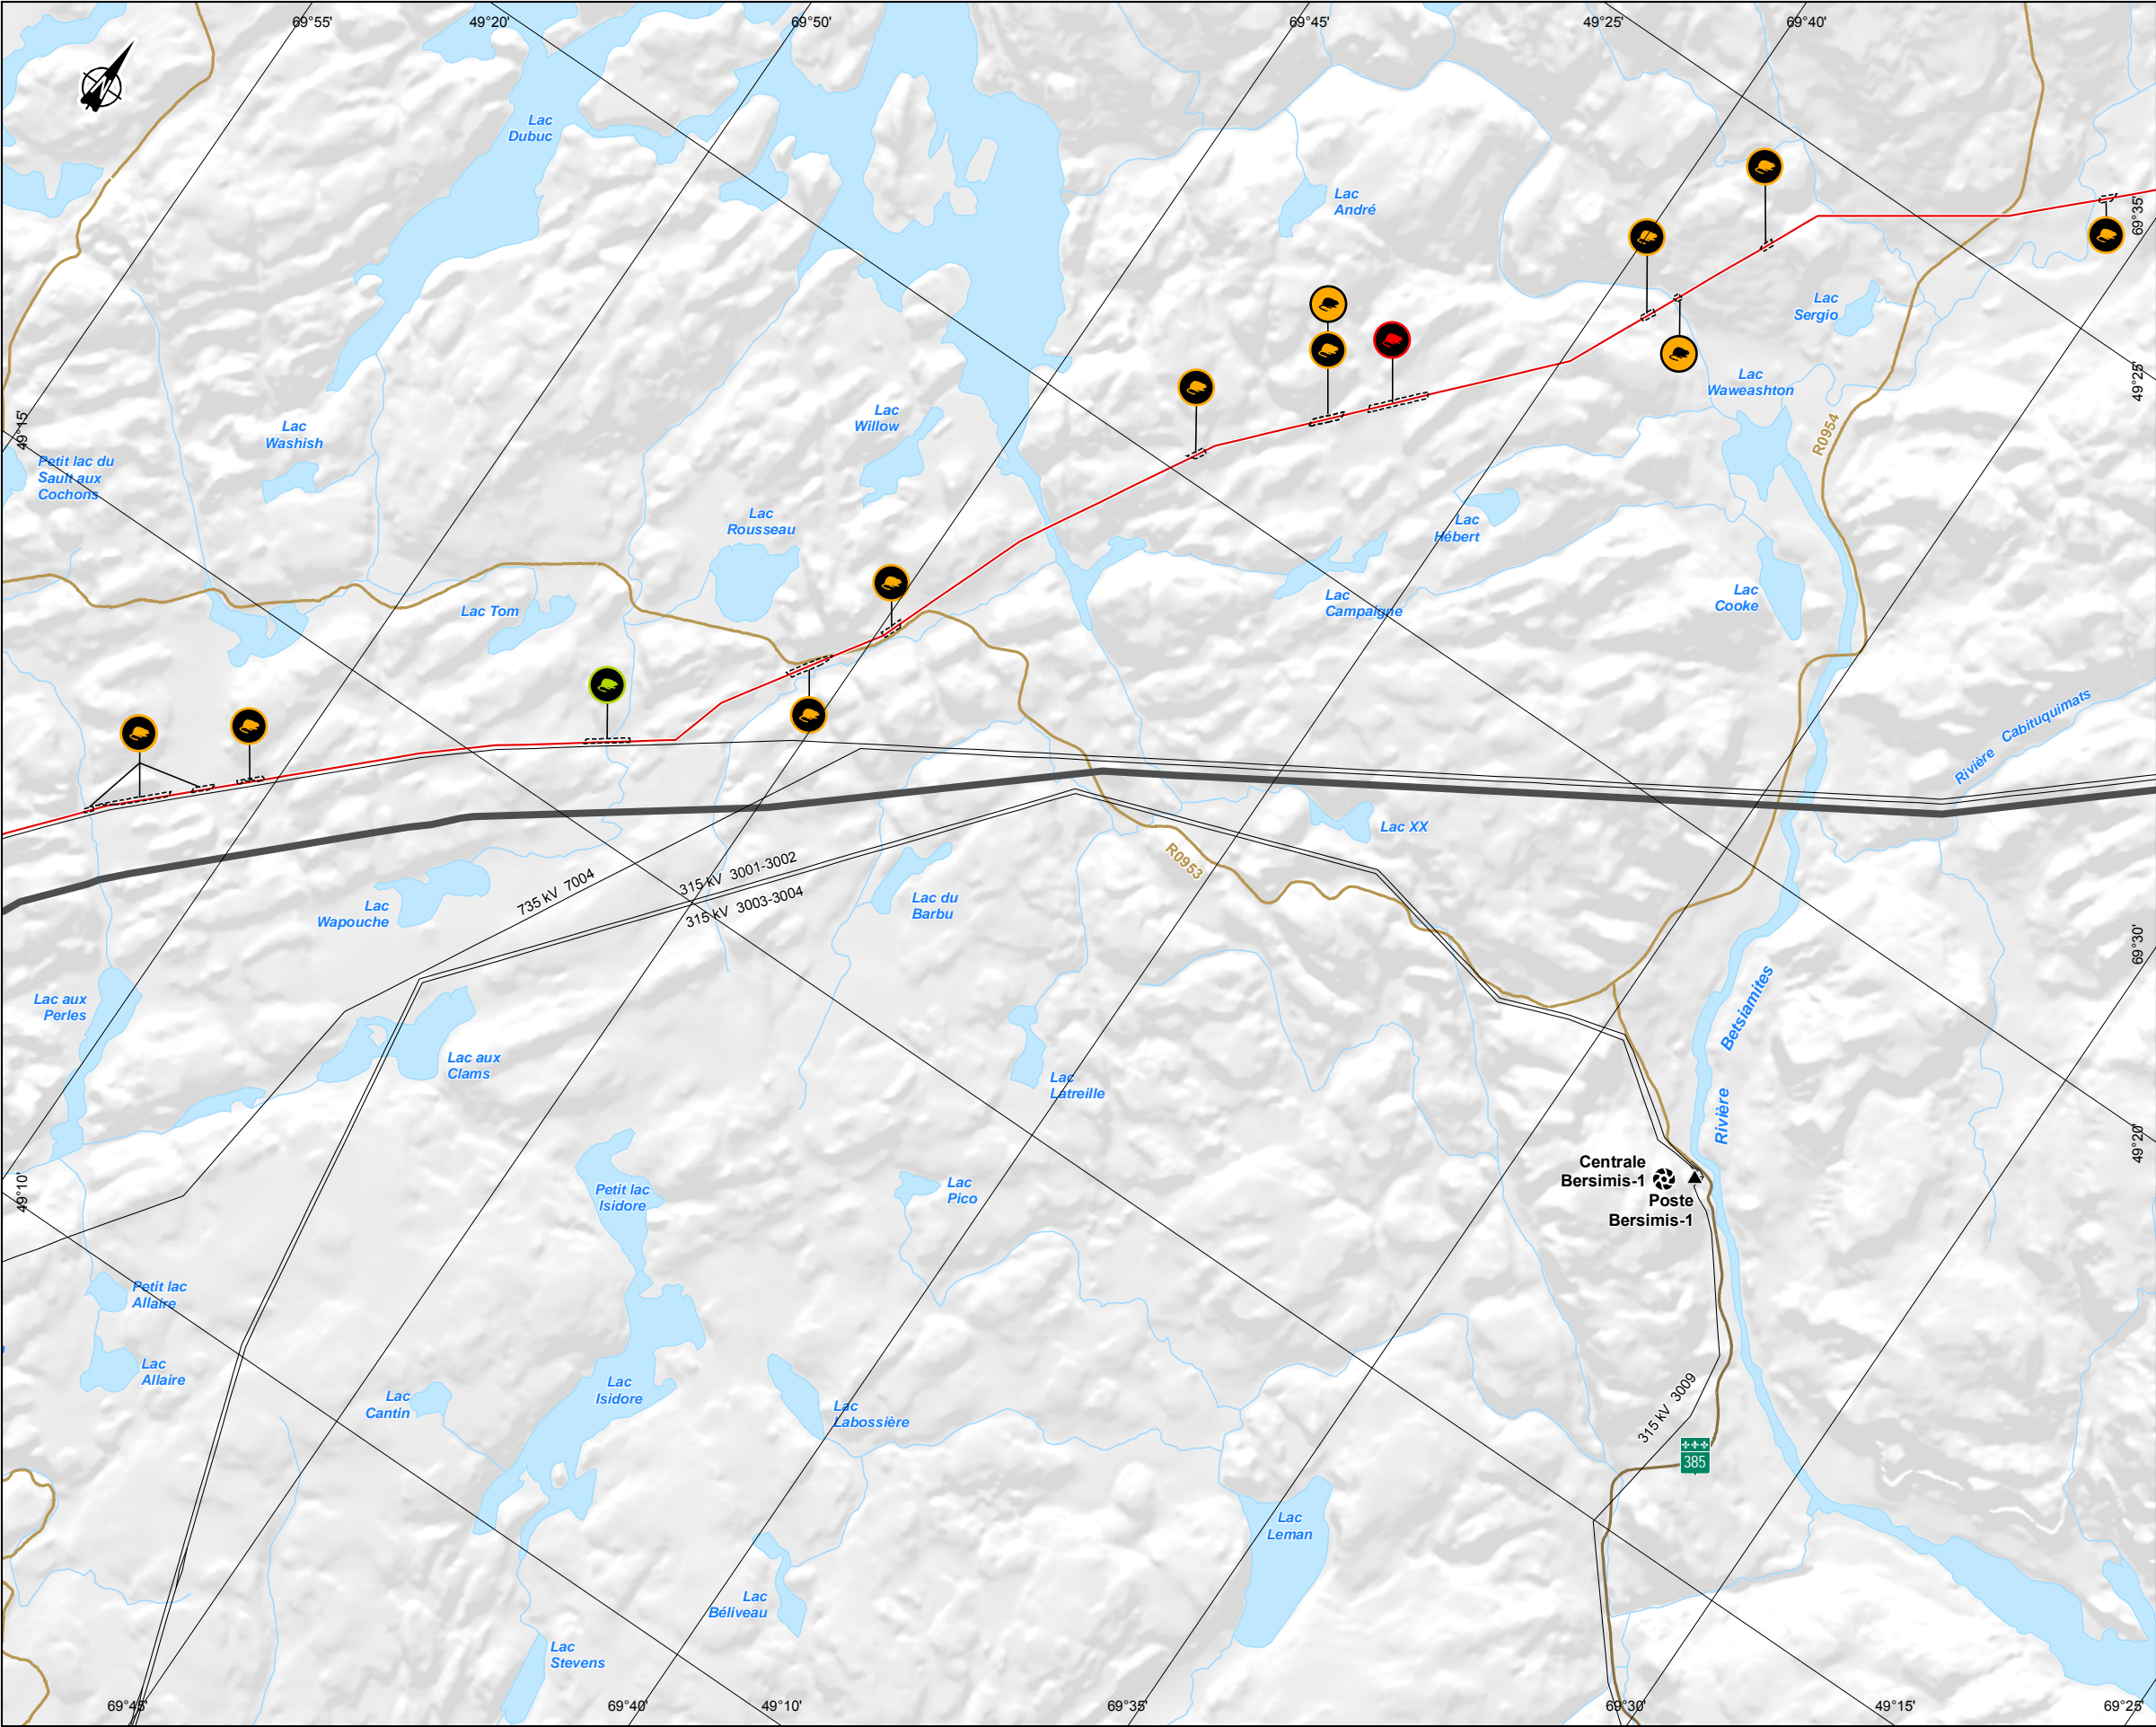 69°55'
49°20'
69°50'
69°45'
49°25'
69°40'
Lac
Dubuc
Lac
André
69°35'
Lac
Sergio
49°25'
Lac
Waweashton
R0954
49°15'
Lac
Washish
Lac
Willow
Petit lac du
Sault aux
Cochons
Lac
Rousseau
Lac
Hébert
Lac Tom
Lac
Campaigne
Lac
Cooke
Rivière Cabituquimats
Lac XX
R0953
735 kV 7004
315 kV 3001-3002
315 kV 3003-3004
Lac
Wapouche
Lac du
Barbu
69°30'
Lac aux
Perles
Lac aux
Clams
Lac
Latreille
Rivière Betsiamites
49°20'
49°10'
Centrale
Bersimis-1
Poste
Bersimis-1
Petit lac
Isidore
Lac
Pico
Petit lac
Allaire
Lac
Allaire
Lac
Cantin
Lac
Isidore
Lac
Labossière
315 kV 3009
385
Lac
Leman
Lac
Béliveau
Lac
Stevens
69°45'
69°40'
49°10'
69°35'
69°30'
49°15'
69°25'